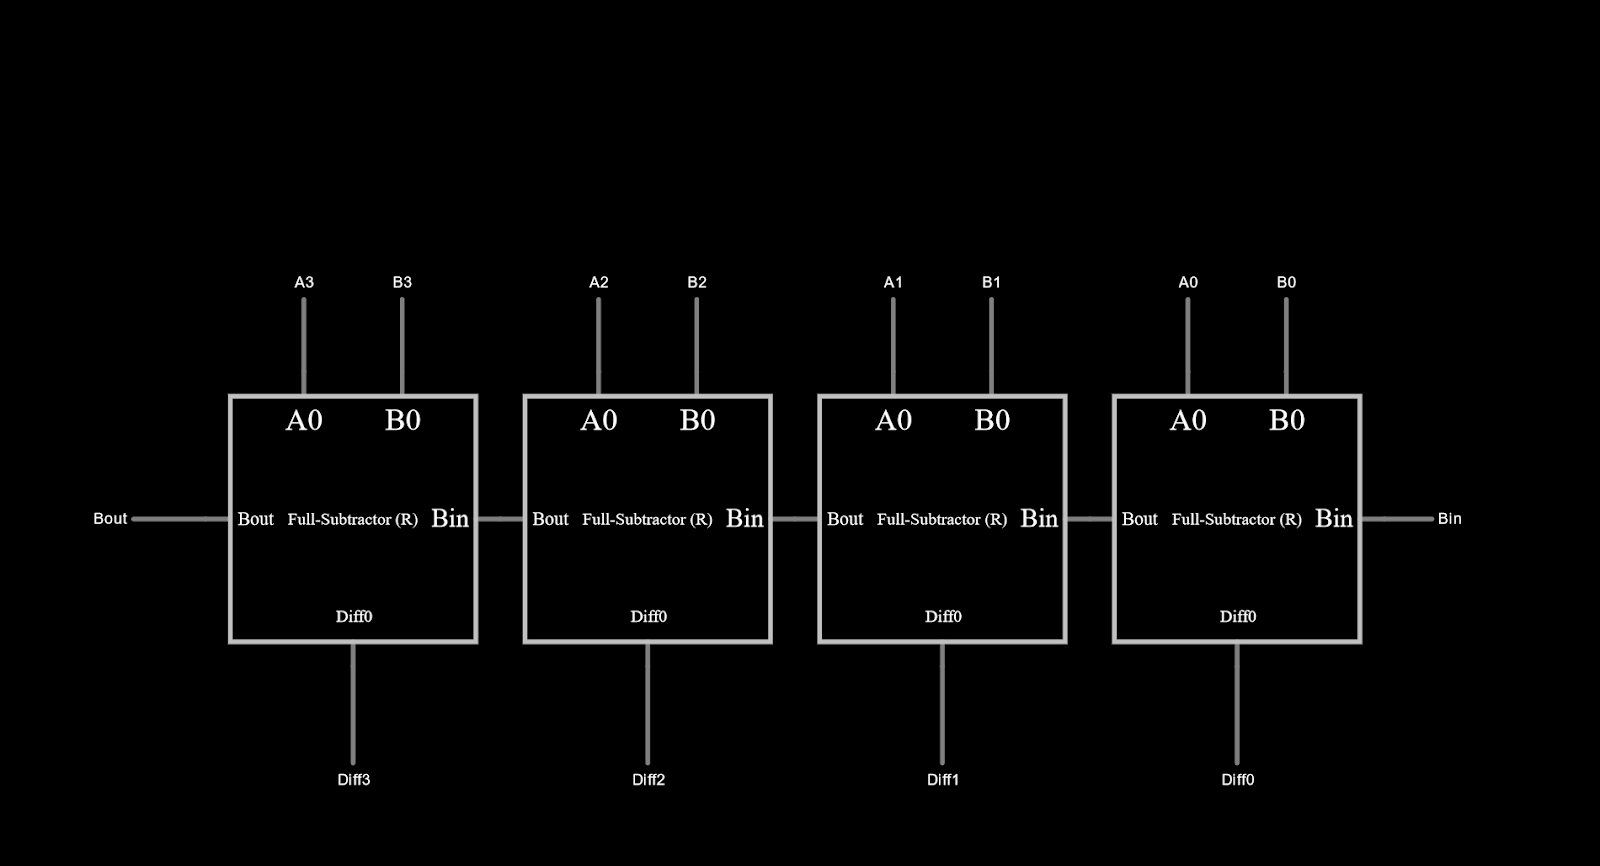 A3 B3 A2 B2 A1 B1 A0 B0
A0 B0 A0 B0 A0 B0 A0 B0
Bout Bout Full-Subtractor (R) Bin Bout Full-Subtractor (R) Bin Bout Full-Subtractor (R) Bin Bout Full-Subtractor (R) Bin Bin
Diff0 Diff0 Diff0 Diff0
Diff3 Diff2 Diff1 Diff0